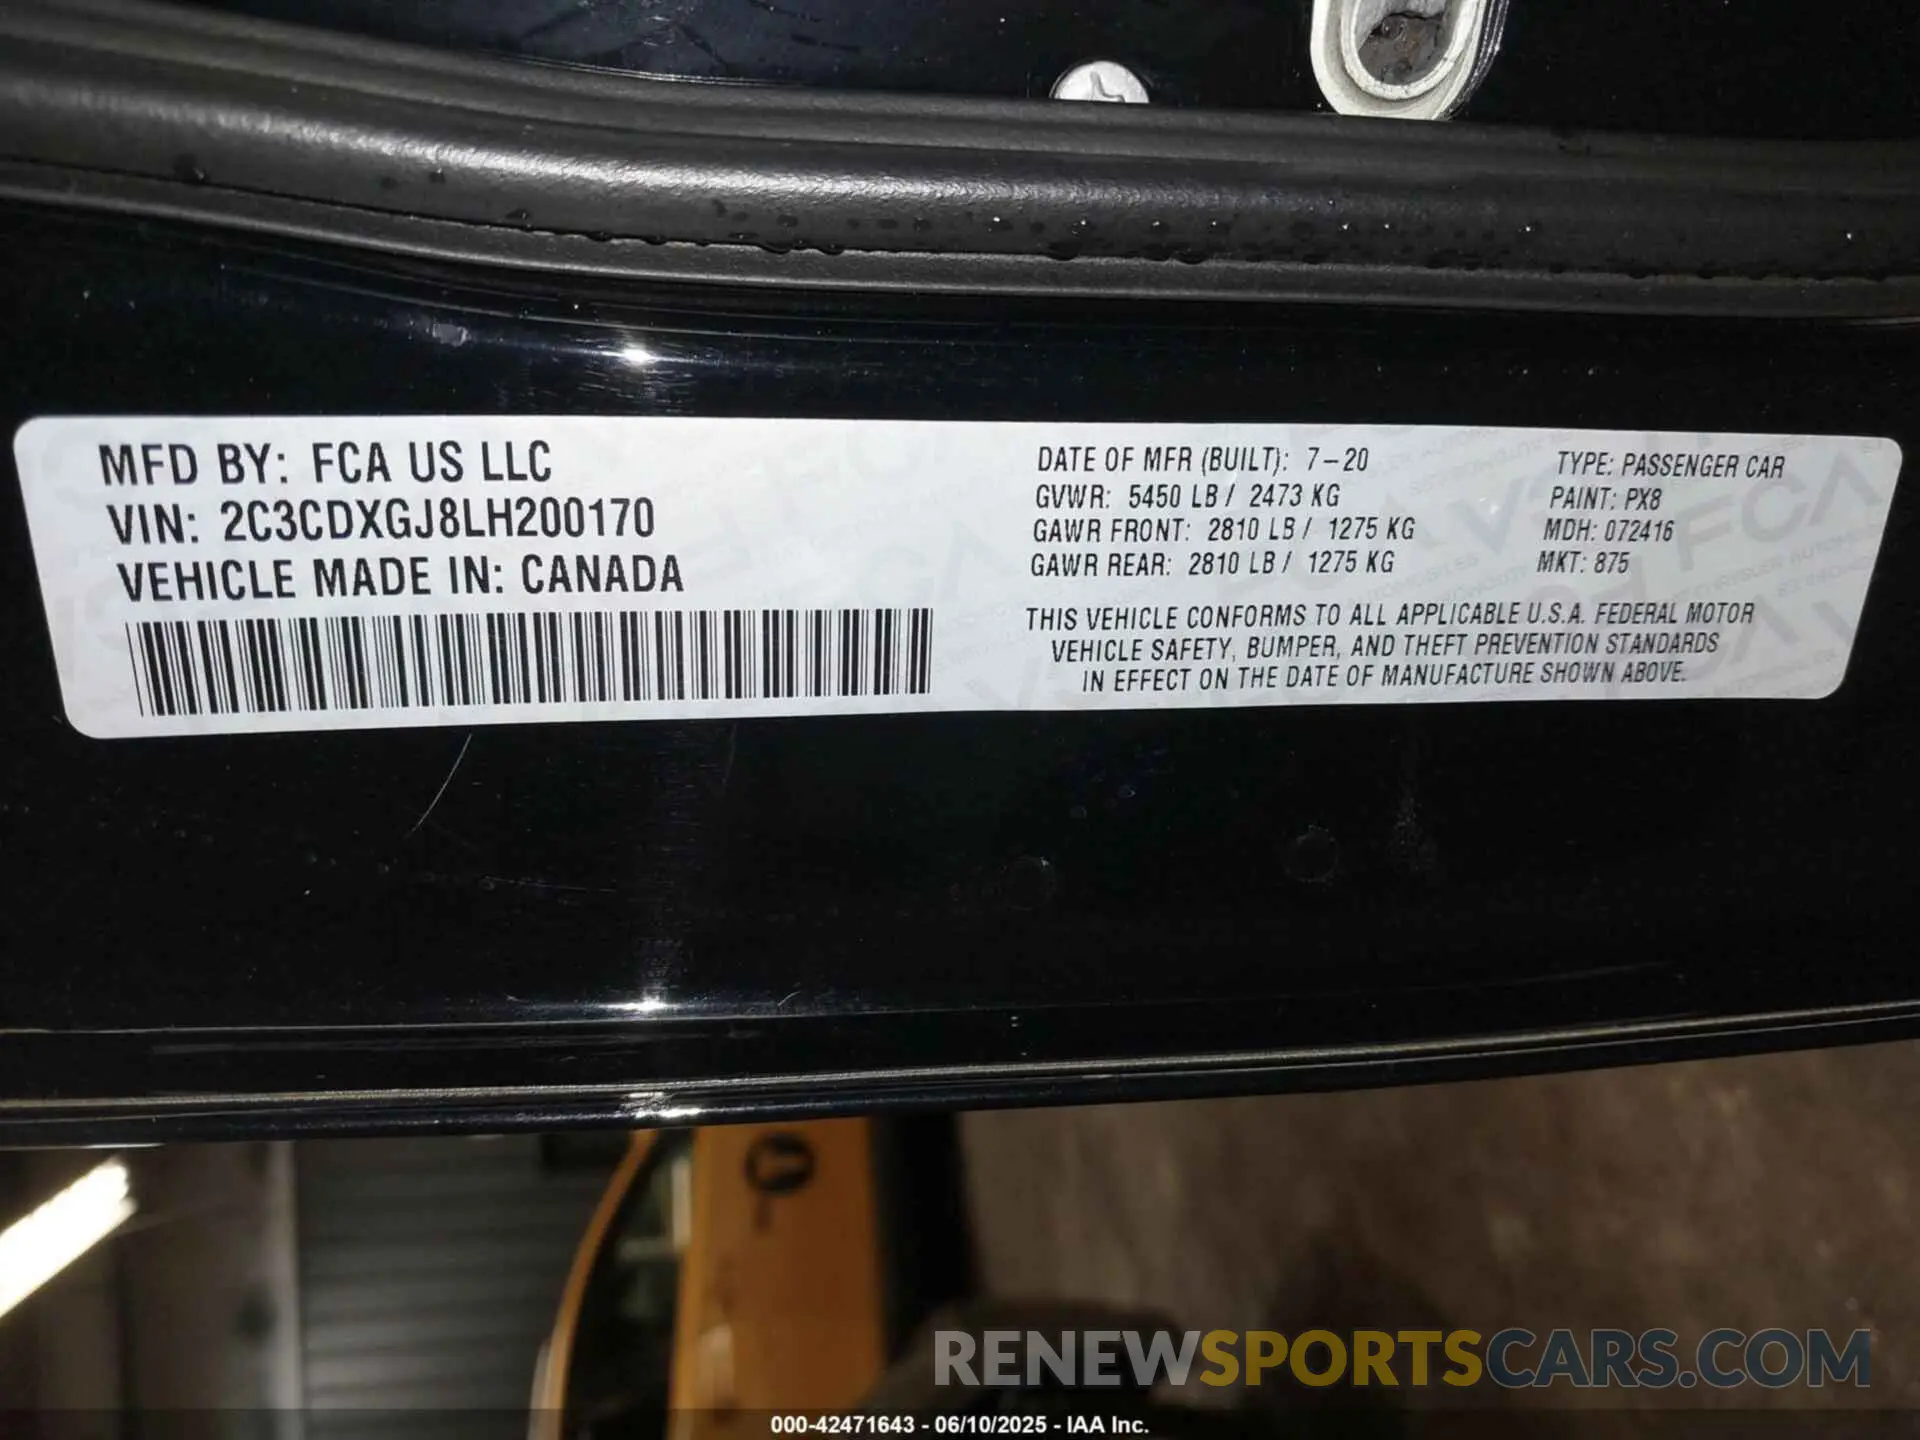 MFD BY: FCA US LLC
VIN: 2C3CDXGJ8LH200170
VEHICLE MADE IN: CANADA
DATE OF MFR (BUILT): 7-20
GVWR: 5450 LB / 2473 KG
GAWR FRONT: 2810 LB / 1275 KG
GAWR REAR: 2810 LB / 1275 KG
TYPE: PASSENGER CAR
PAINT: PX8
MDH: 072416
MKT: 875
THIS VEHICLE CONFORMS TO ALL APPLICABLE U.S.A. FEDERAL MOTOR
VEHICLE SAFETY, BUMPER, AND THEFT PREVENTION STANDARDS
IN EFFECT ON THE DATE OF MANUFACTURE SHOWN ABOVE.
RENEWSPORTSCARS.COM
000-42471643 - 06/10/2025 - IAA Inc.